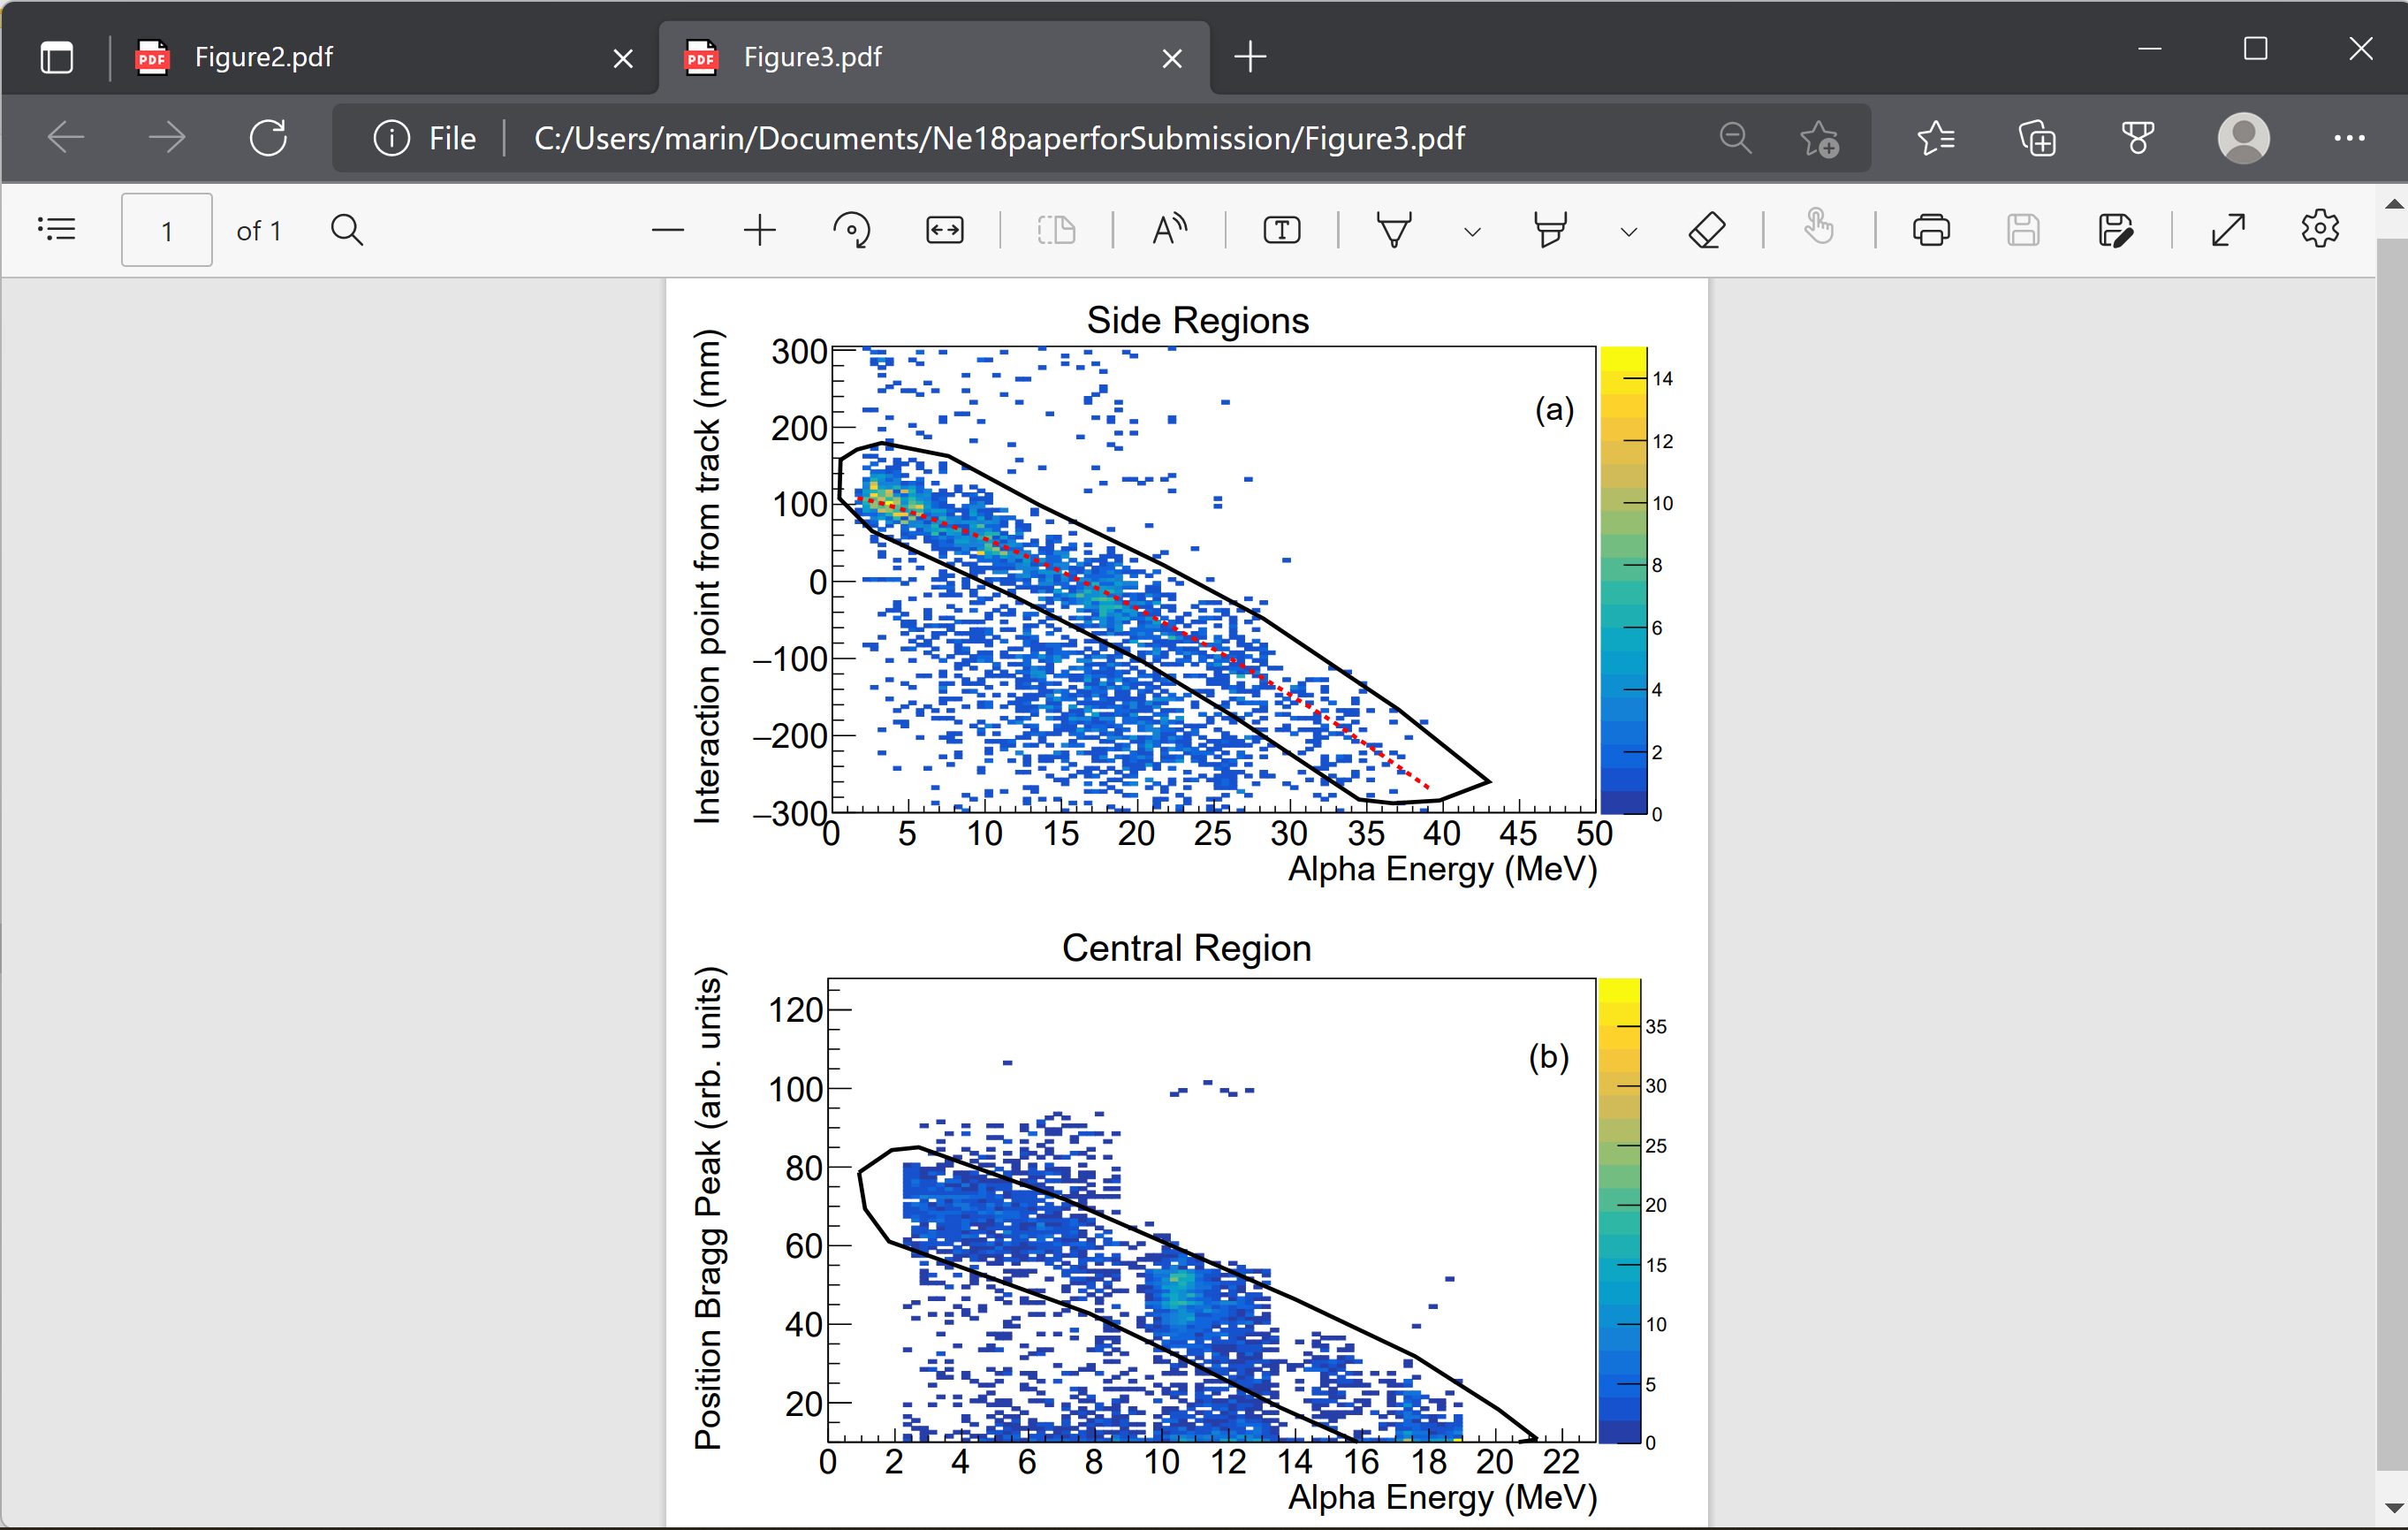 Figure2.pdf
Figure3.pdf
File
C:/Users/marin/Documents/Ne18paperforSubmission/Figure3.pdf
1 of 1
Side Regions
Interaction point from track (mm)
300
200
100
0
−100
−200
−300
(a)
14
12
10
8
6
4
2
0
0 5 10 15 20 25 30 35 40 45 50
Alpha Energy (MeV)
Central Region
Position Bragg Peak (arb. units)
120
100
80
60
40
20
(b)
35
30
25
20
15
10
5
0
0 2 4 6 8 10 12 14 16 18 20 22
Alpha Energy (MeV)